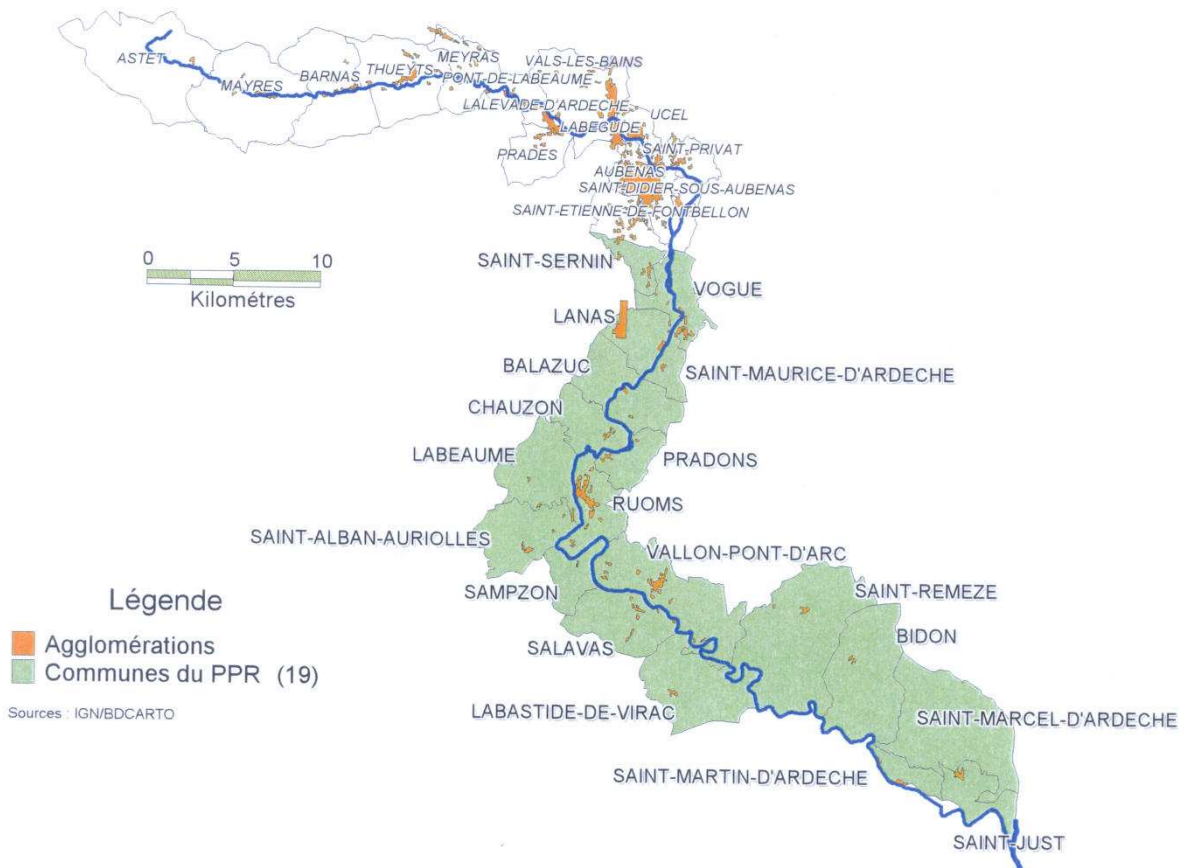 ASTET
MAYRES
BARNAS
THUEYTS
MEYRAS
PONT-DE-LABEAUME
VALS-LES-BAINS
LALEVADE-D'ARDECHE
LABEGUDE
UCEL
PRADES
SAINT-PRIVAT
AUBENAS
SAINT-DIDIER-SOUS-AUBENAS
SAINT-ETIENNE-DE-FONTBELLON
0 5 10
Kilométres
SAINT-SERNIN
VOGUE
LANAS
BALAZUC
SAINT-MAURICE-D'ARDECHE
CHAUZON
LABEAUME
PRADONS
RUOMS
SAINT-ALBAN-AURIOLLES
VALLON-PONT-D'ARC
SAMPZON
SAINT-REMEZE
BIDON
SALAVAS
LABASTIDE-DE-VIRAC
SAINT-MARCEL-D'ARDECHE
SAINT-MARTIN-D'ARDECHE
SAINT-JUST
Légende
Agglomérations
Communes du PPR (19)
Sources : IGN/BDCARTO